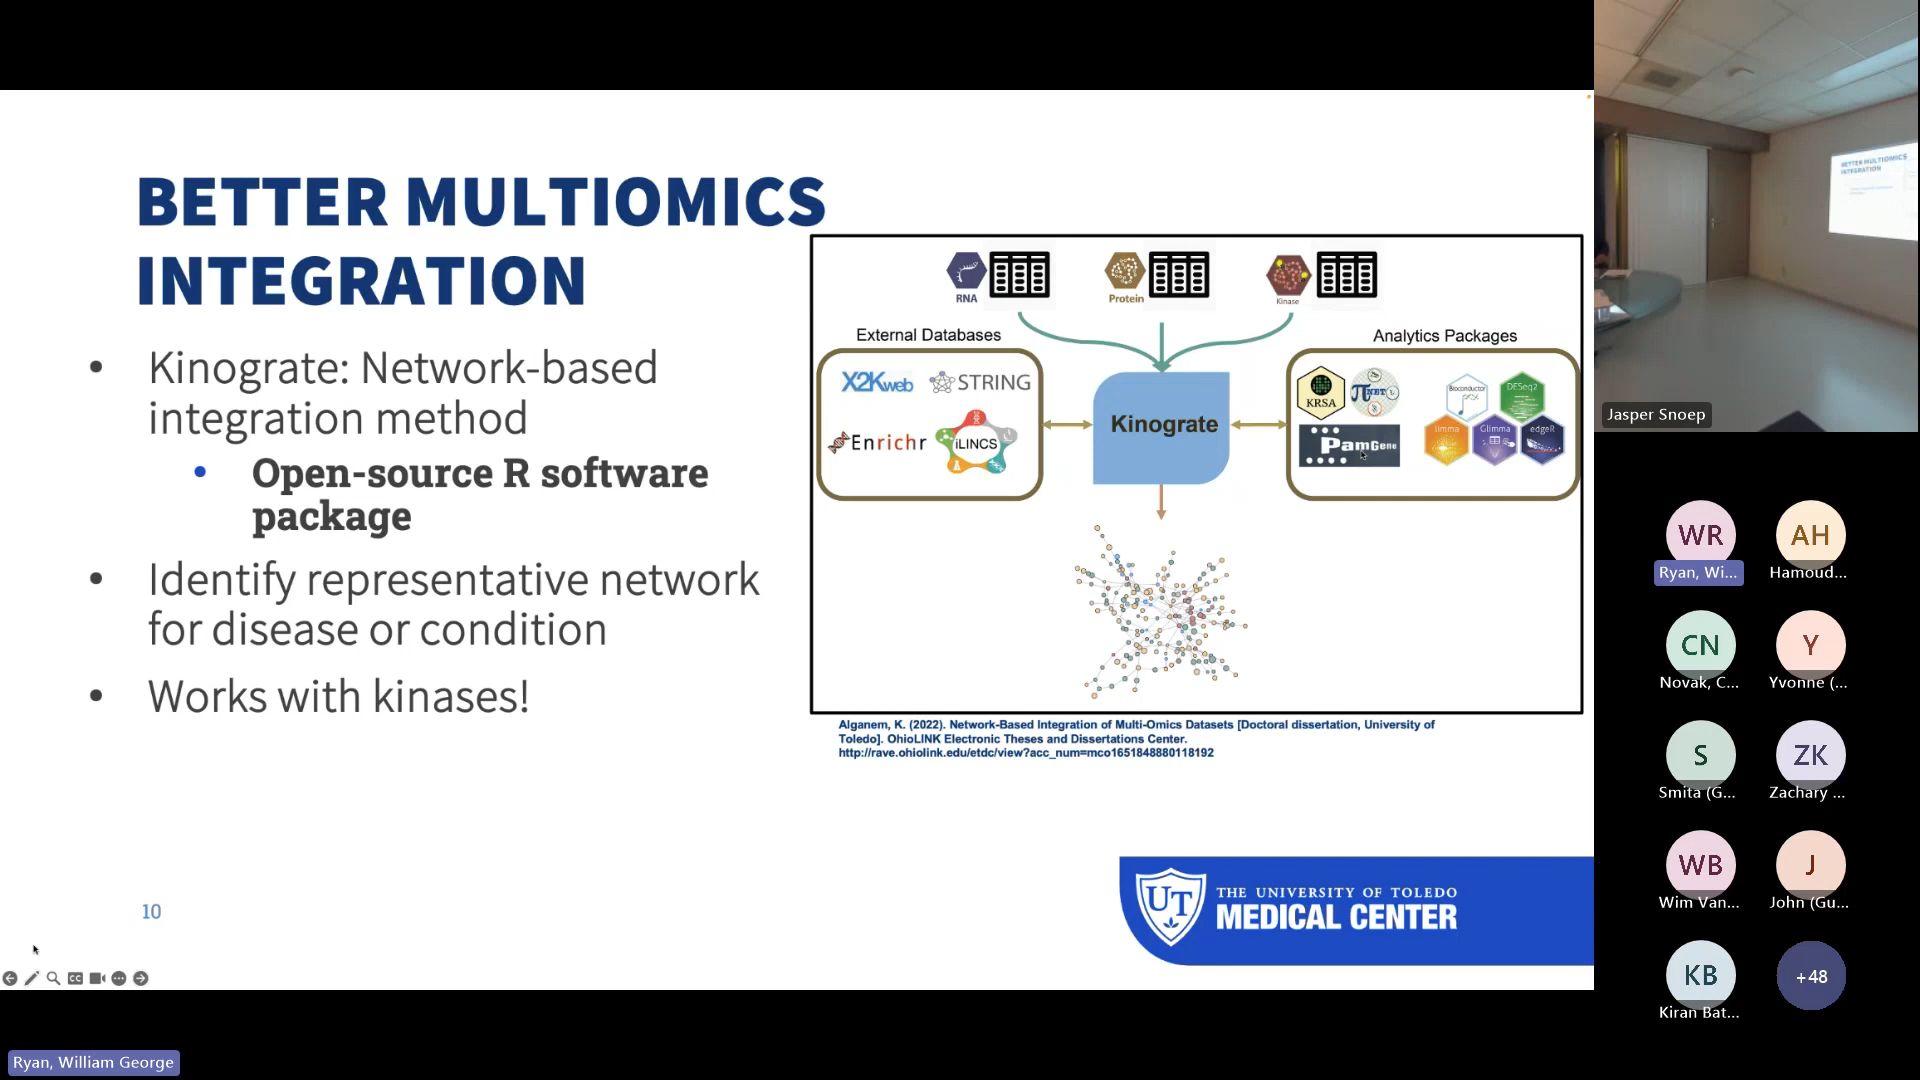 BETTER MULTIOMICS
INTEGRATION
• Kinograte: Network-based
integration method
• Open-source R software
package
• Identify representative network
for disease or condition
• Works with kinases!
RNA
Protein
Kinase
External Databases
Analytics Packages
X2Kweb
STRING
Enrichr
iLINCS
Kinograte
KRSA
NET
PamGene
Bioconductor
DESeq2
limma
Glimma
edgeR
Alganem, K. (2022). Network-Based Integration of Multi-Omics Datasets [Doctoral dissertation, University of
Toledo]. OhioLINK Electronic Theses and Dissertations Center.
http://rave.ohiolink.edu/etdc/view?acc_num=mco1651848880118192
10
UT
THE UNIVERSITY OF TOLEDO
MEDICAL CENTER
CC
Ryan, William George
BETTER MULTIOMICS
INTEGRATION
Jasper Snoep
WR
Ryan, Wi...
AH
Hamoud...
CN
Novak, C...
Y
Yvonne (...
S
Smita (G...
ZK
Zachary ...
WB
Wim Van...
J
John (Gu...
KB
Kiran Bat...
+48